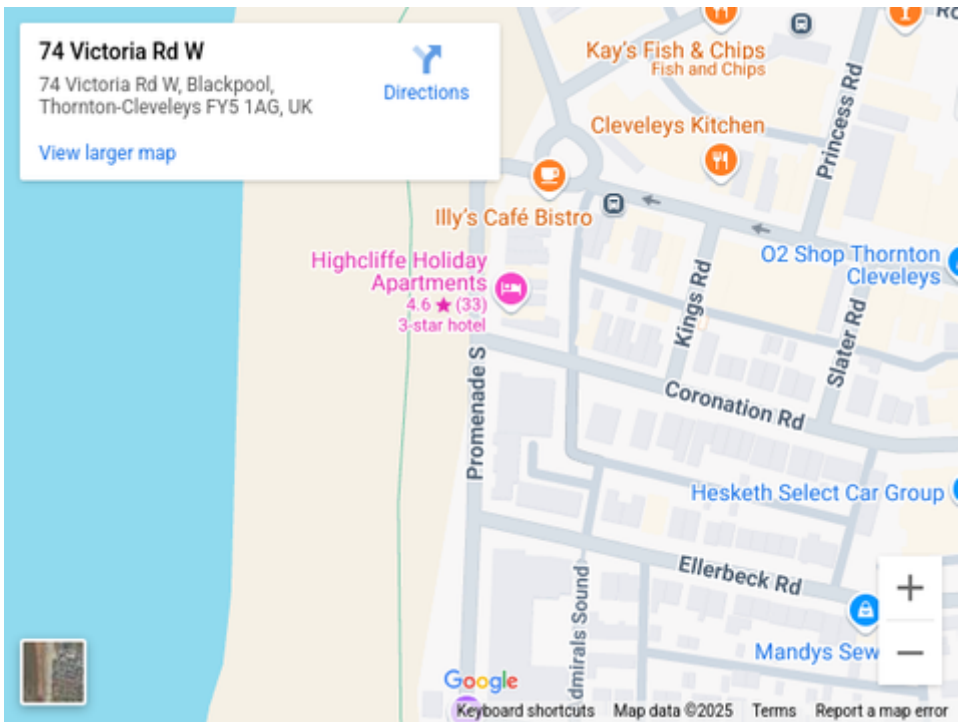 74 Victoria Rd W
74 Victoria Rd W, Blackpool,
Thornton-Cleveleys FY5 1AG, UK
Directions
View larger map
Kay's Fish & Chips
Fish and Chips
Cleveleys Kitchen
Princess Rd
Illy's Café Bistro
Highcliffe Holiday
Apartments
4.6 ★ (33)
3-star hotel
O2 Shop Thornton
Cleveleys
Kings Rd
Slater Rd
Promenade S
Coronation Rd
Hesketh Select Car Group
Ellerbeck Rd
Mandys Sew
Google
Keyboard shortcuts
Map data ©2025
Terms
Report a map error